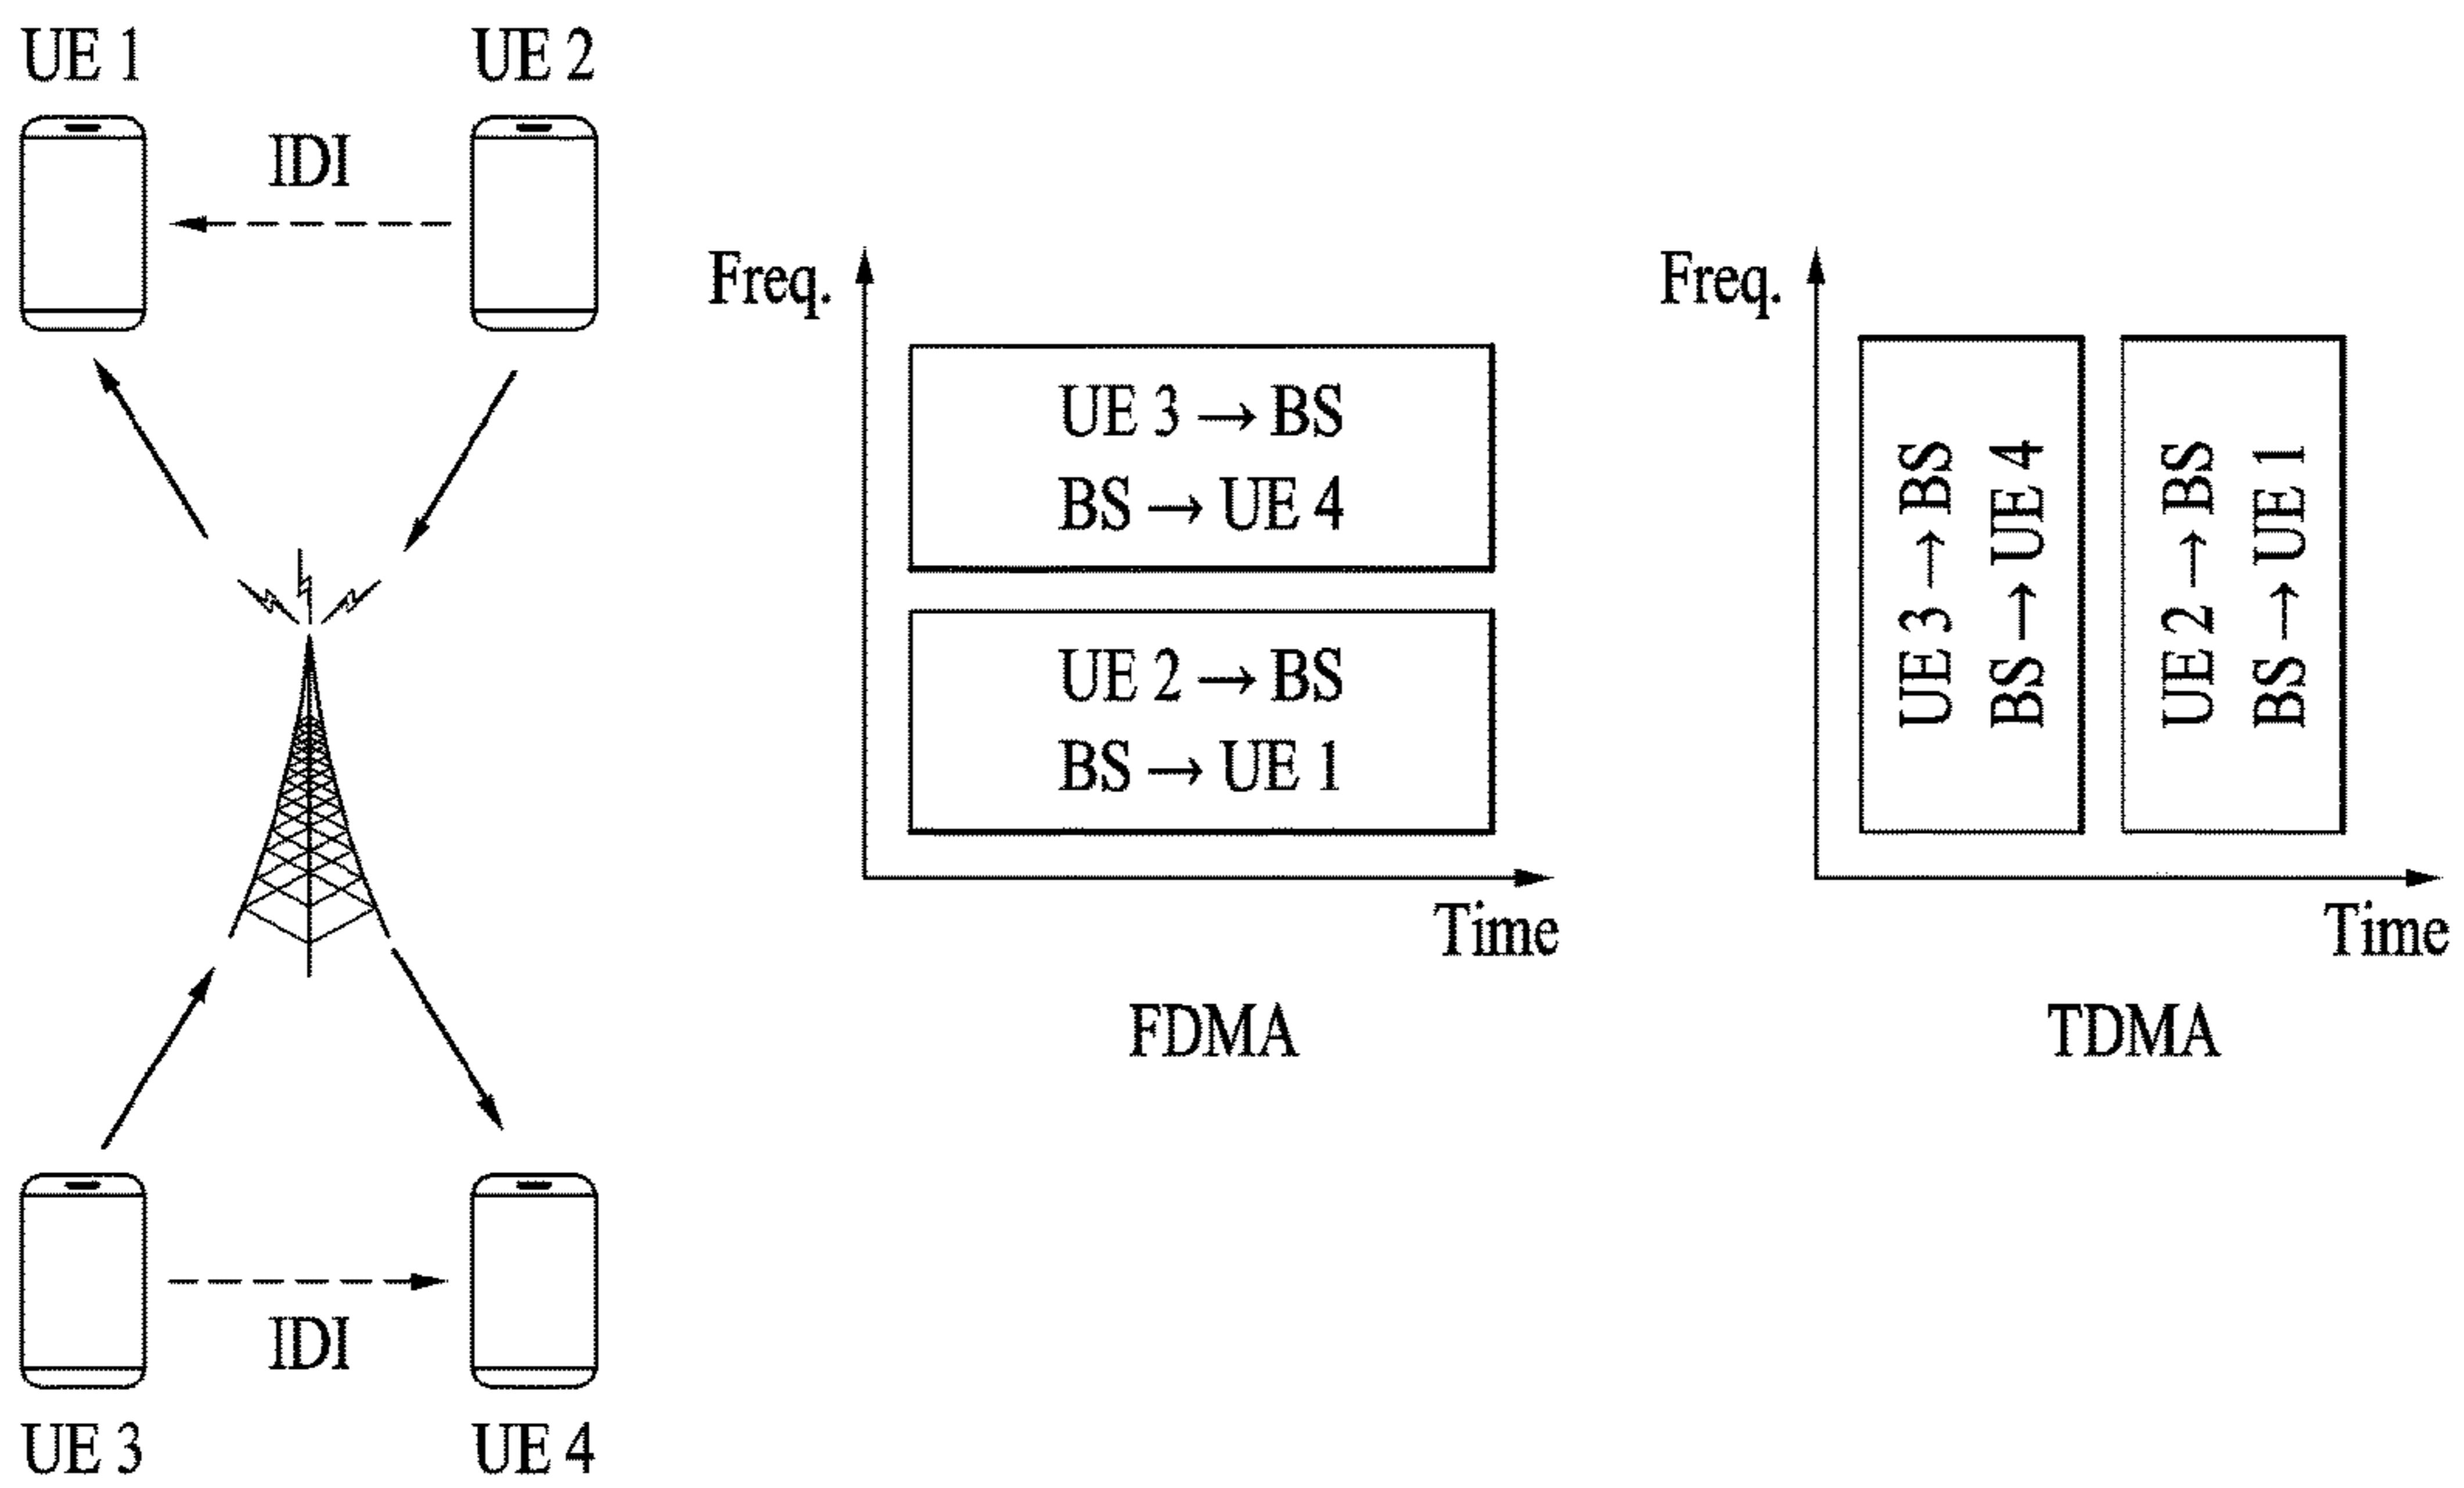 UE 1
UE 2
IDI
IDI
UE 3
UE 4
Freq.
UE 3 → BS
BS → UE 4
UE 2 → BS
BS → UE 1
Time
FDMA
Freq.
UE 3 → BS
BS → UE 4
UE 2 → BS
BS → UE 1
Time
TDMA